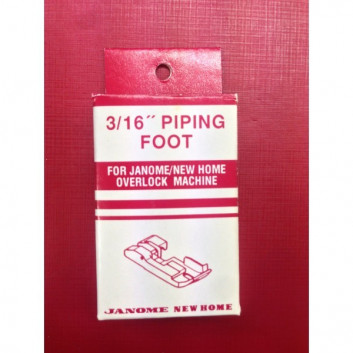 3/16˝ PIPING
FOOT
FOR JANOME/NEW HOME
OVERLOCK MACHINE
JANOME NEW HOME